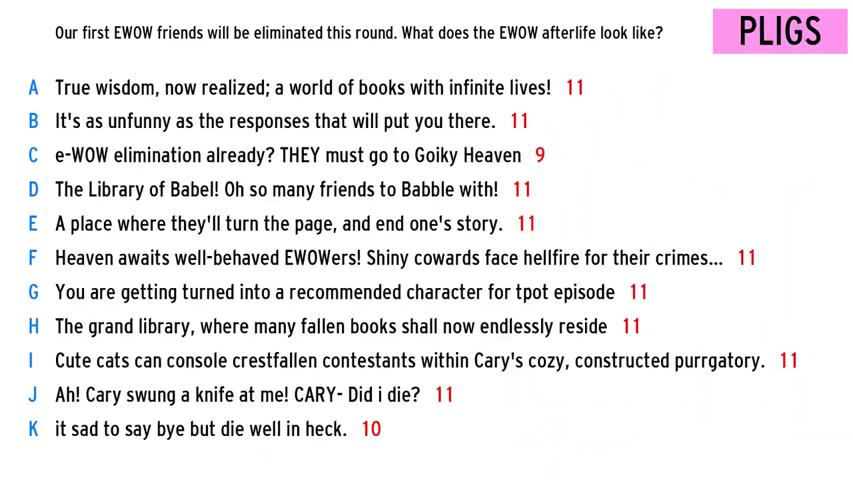 Our first EWOW friends will be eliminated this round. What does the EWOW afterlife look like?
PLIGS
A True wisdom, now realized; a world of books with infinite lives! 11
B It's as unfunny as the responses that will put you there. 11
C e-WOW elimination already? THEY must go to Goiky Heaven 9
D The Library of Babel! Oh so many friends to Babble with! 11
E A place where they'll turn the page, and end one's story. 11
F Heaven awaits well-behaved EWOWers! Shiny cowards face hellfire for their crimes... 11
G You are getting turned into a recommended character for tpot episode 11
H The grand library, where many fallen books shall now endlessly reside 11
I Cute cats can console crestfallen contestants within Cary's cozy, constructed purrgatory. 11
J Ah! Cary swung a knife at me! CARY- Did i die? 11
K it sad to say bye but die well in heck. 10